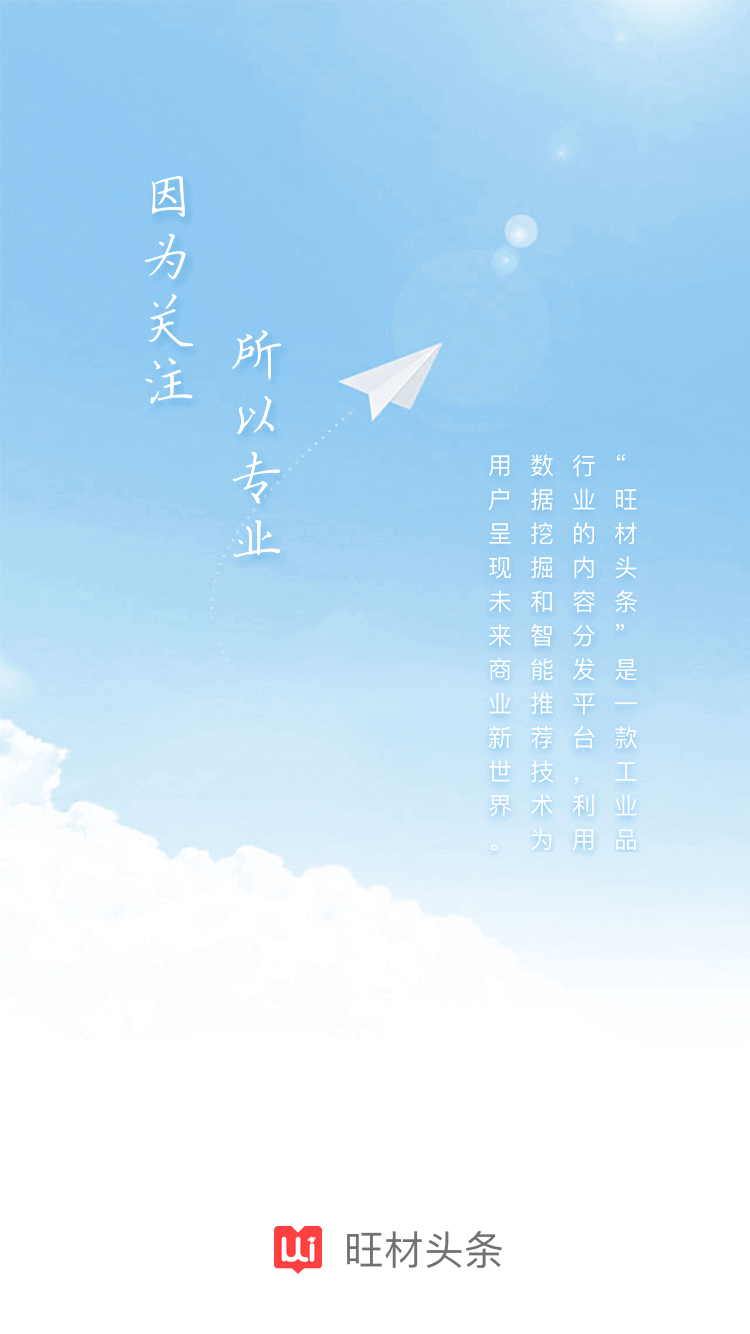 因为关注
所以专业
“旺材头条”是一款工业品
行业的内容分发平台，利用
数据挖掘和智能推荐技术为
用户呈现未来商业新世界。
旺材头条